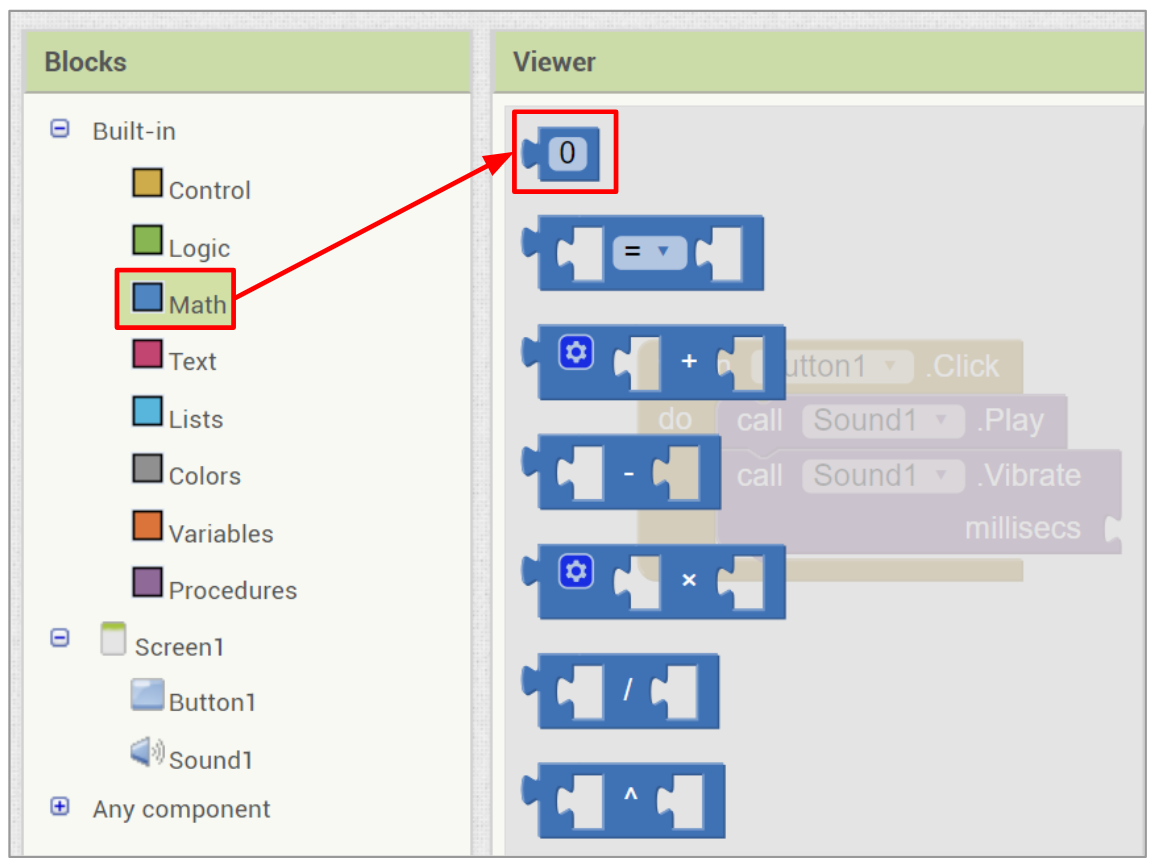 Blocks
Built-in
Control
Logic
Math
Text
Lists
Colors
Variables
Procedures
Screen1
Button1
Sound1
Any component
Viewer
0
=
+
-
×
/
^
utton1 .Click
do call Sound1 .Play
call Sound1 .Vibrate
millisecs